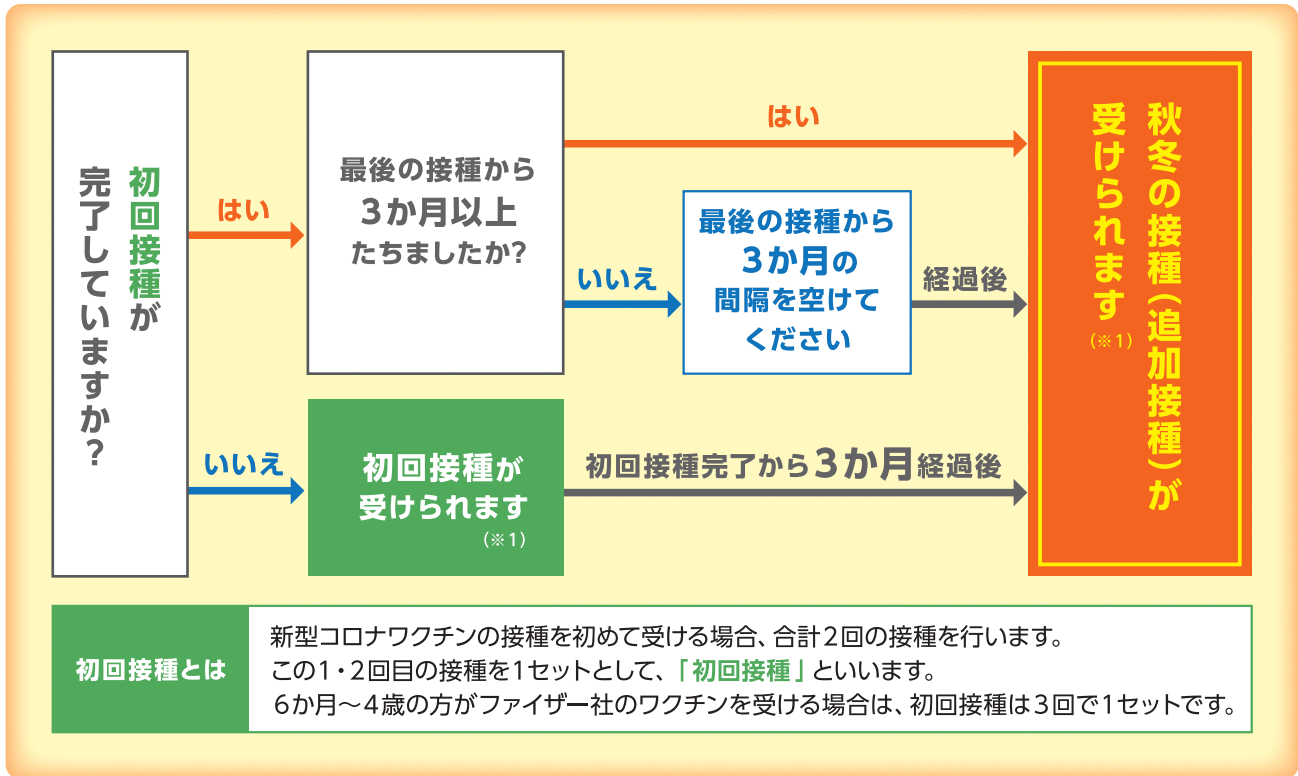 初回接種が
完了していますか？
はい
いいえ
最後の接種から
3か月以上
たちましたか？
はい
いいえ
最後の接種から
3か月の
間隔を空けて
ください
経過後
初回接種が
受けられます
（※1）
初回接種完了から3か月経過後
秋冬の接種（追加接種）が
受けられます
（※1）
初回接種とは
新型コロナワクチンの接種を初めて受ける場合、合計2回の接種を行います。
この1・2回目の接種を1セットとして、「初回接種」といいます。
6か月～4歳の方がファイザー社のワクチンを受ける場合は、初回接種は3回で1セットです。